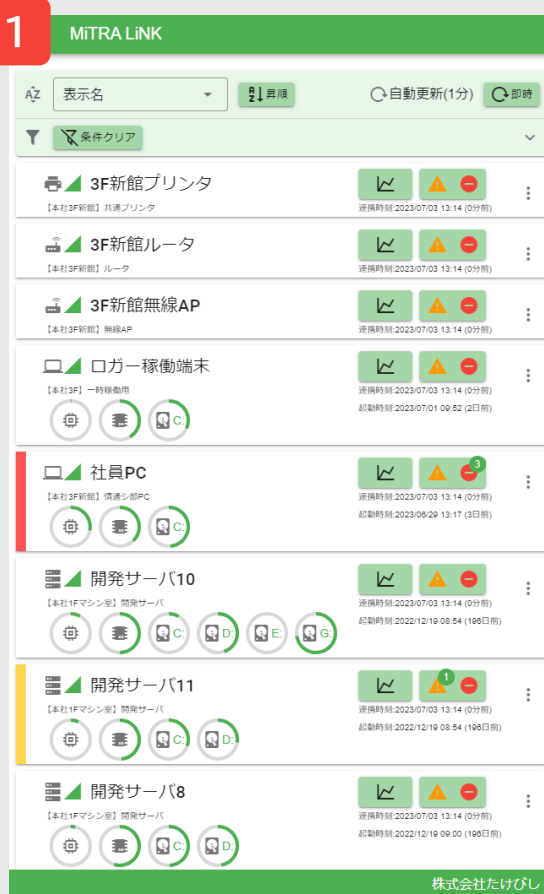 1
MiTRA LiNK
AZ 表示名 AZ 昇順 自動更新(1分) 即時
条件クリア
3F新館プリンタ
【本社3F新館】共通プリンタ 連携時刻:2023/07/03 13:14 (0分前)
3F新館ルータ
【本社3F新館】ルータ 連携時刻:2023/07/03 13:14 (0分前)
3F新館無線AP
【本社3F新館】無線AP 連携時刻:2023/07/03 13:14 (0分前)
ロガー稼働端末
【本社3F】一時稼働用 連携時刻:2023/07/03 13:14 (0分前)
起動時刻:2023/07/01 09:52 (2日前)
C:
社員PC 3
【本社3F新館】情通シ部PC 連携時刻:2023/07/03 13:14 (0分前)
起動時刻:2023/06/29 13:17 (3日前)
C:
開発サーバ10
【本社1Fマシン室】開発サーバ 連携時刻:2023/07/03 13:14 (0分前)
起動時刻:2022/12/19 08:54 (196日前)
C: D: E: G:
開発サーバ11 1
【本社1Fマシン室】開発サーバ 連携時刻:2023/07/03 13:14 (0分前)
起動時刻:2022/12/19 08:54 (196日前)
C: D:
開発サーバ8
【本社1Fマシン室】開発サーバ 連携時刻:2023/07/03 13:14 (0分前)
起動時刻:2022/12/19 09:00 (196日前)
C: D:
株式会社たけびし